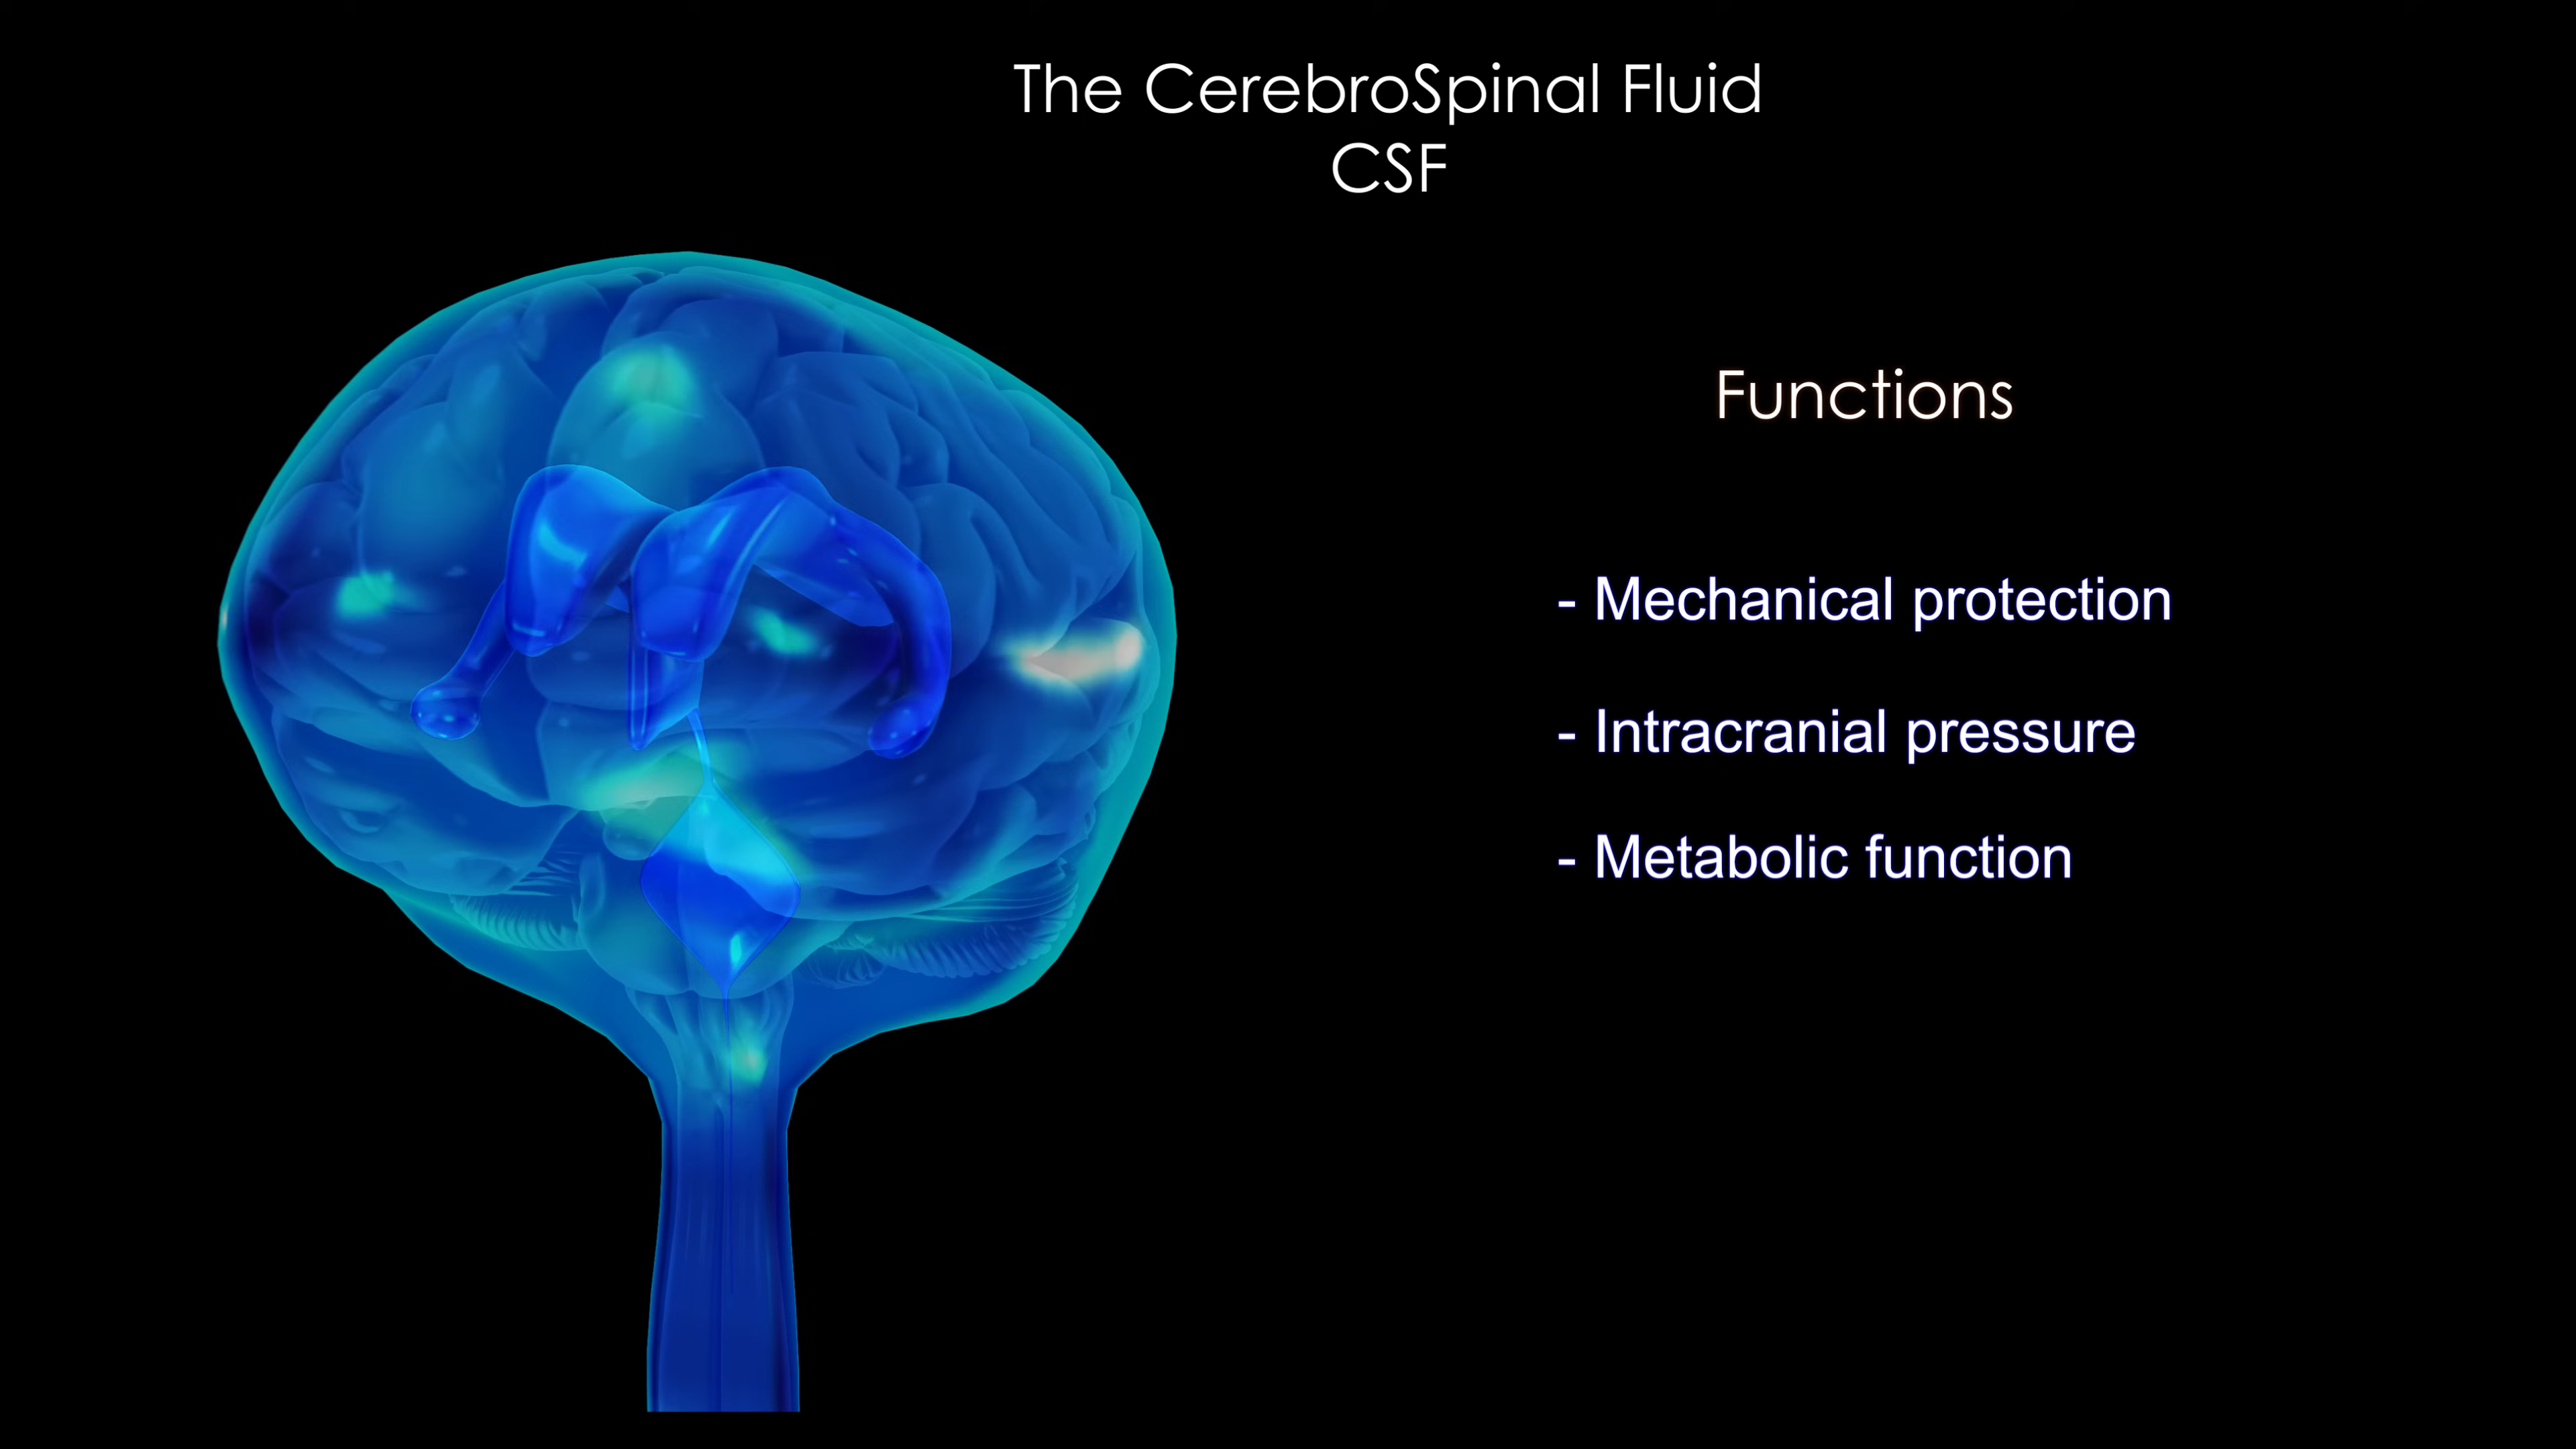 The CerebroSpinal Fluid
CSF
Functions
- Mechanical protection
- Intracranial pressure
- Metabolic function